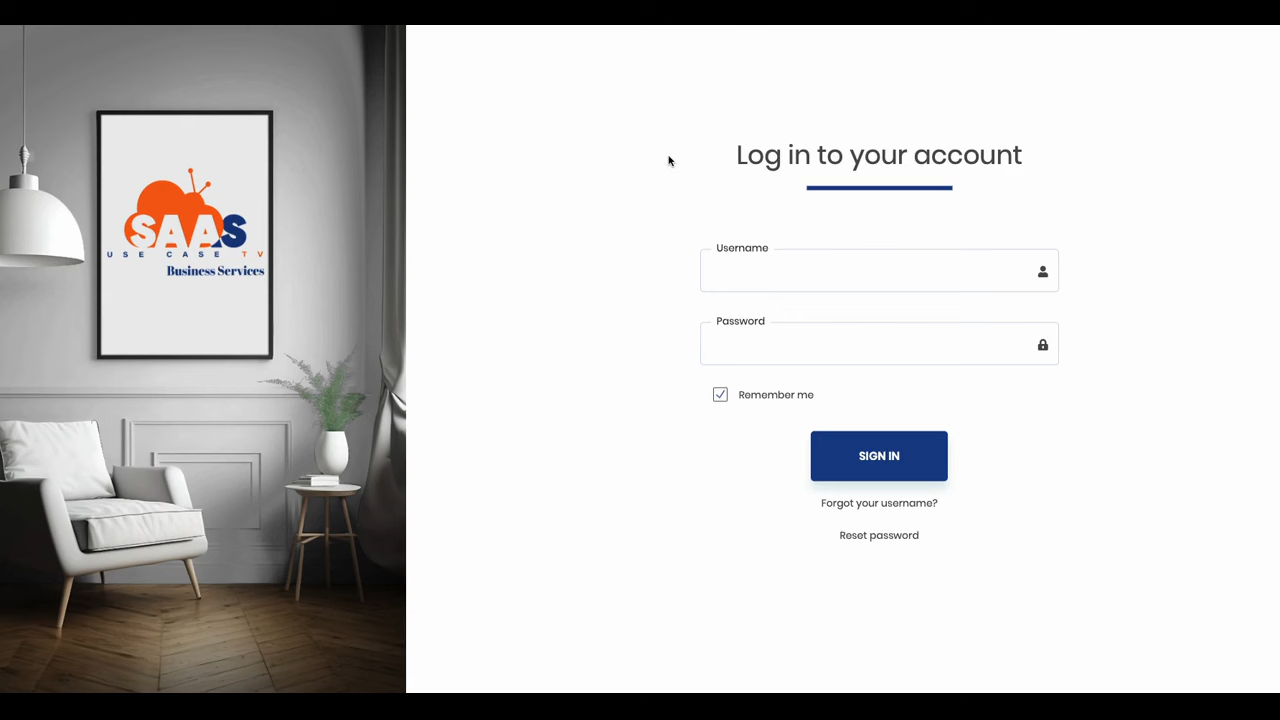 SAAS
USE CASE TV
Business Services
Log in to your account
Username
Password
Remember me
SIGN IN
Forgot your username?
Reset password